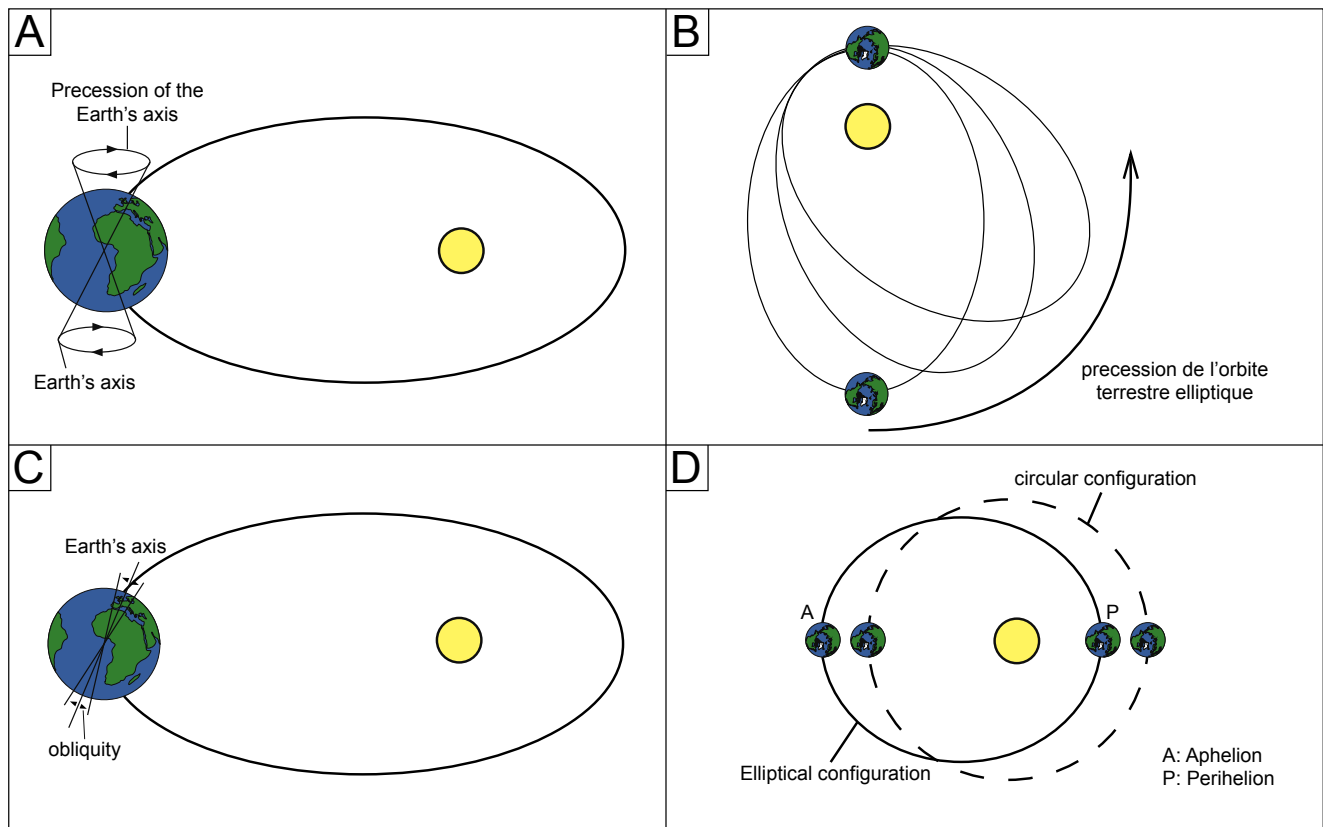 A
Precession of the
Earth's axis
Earth's axis
B
precession de l'orbite
terrestre elliptique
C
Earth's axis
obliquity
D
circular configuration
A
P
Elliptical configuration
A: Aphelion
P: Perihelion